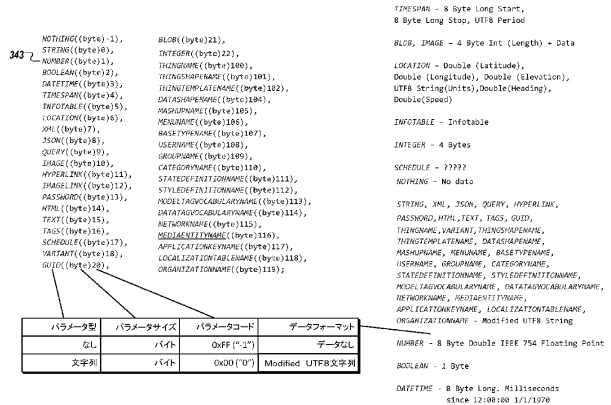 343
NOTHING((byte)-1),
STRING((byte)0),
NUMBER((byte)1),
BOOLEAN((byte)2),
DATETIME((byte)3),
TIMESPAN((byte)4),
INFOTABLE((byte)5),
LOCATION((byte)6),
XML((byte)7),
JSON((byte)8),
QUERY((byte)9),
IMAGE((byte)10),
HYPERLINK((byte)11),
IMAGELINK((byte)12),
PASSWORD((byte)13),
HTML((byte)14),
TEXT((byte)15),
TAGS((byte)16),
SCHEDULE((byte)17),
VARIANT((byte)18),
GUID((byte)20),
BLOB((byte)21),
INTEGER((byte)22),
THINGNAME((byte)100),
THINGSHAPENAME((byte)101),
THINGTEMPLATENAME((byte)102),
DATASHAPENAME((byte)104),
MASHUPNAME((byte)105),
MENUNAME((byte)106),
BASETYPENAME((byte)107),
USERNAME((byte)108),
GROUPNAME((byte)109),
CATEGORYNAME((byte)110),
STATEDEFINITIONNAME((byte)111),
STYLEDEFINITIONNAME((byte)112),
MODELTAGVOCABULARYNAME((byte)113),
DATATAGVOCABULARYNAME((byte)114),
NETWORKNAME((byte)115),
MEDIAENTITYNAME((byte)116),
APPLICATIONKEYNAME((byte)117),
LOCALIZATIONTABLENAME((byte)118),
ORGANIZATIONNAME((byte)119);
TIMESPAN - 8 Byte Long Start,
8 Byte Long Stop, UTF8 Period
BLOB, IMAGE - 4 Byte Int (Length) + Data
LOCATION - Double (Latitude),
Double (Longitude), Double (Elevation),
UTF8 String(Units),Double(Heading),
Double(Speed)
INFOTABLE - Infotable
INTEGER - 4 Bytes
SCHEDULE - ?????
NOTHING - No data
STRING, XML, JSON, QUERY, HYPERLINK,
PASSWORD,HTML,TEXT, TAGS, GUID,
THINGNAME,VARIANT,THINGSHAPENAME,
THINGTEMPLATENAME, DATASHAPENAME,
MASHUPNAME, MENUNAME, BASETYPENAME,
USERNAME, GROUPNAME, CATEGORYNAME,
STATEDEFINITIONNAME, STYLEDEFINITIONNAME,
MODELTAGVOCABULARYNAME, DATATAGVOCABULARYNAME,
NETWORKNAME, MEDIAENTITYNAME,
APPLICATIONKEYNAME, LOCALIZATIONTABLENAME,
ORGANIZATIONNAME - Modified UTF8 String
NUMBER - 8 Byte Double IEEE 754 Floating Point
BOOLEAN - 1 Byte
DATETIME - 8 Byte Long. Milliseconds
since 12:00:00 1/1/1970
パラメータ型 パラメータサイズ パラメータコード データフォーマット
なし バイト 0xFF ("-1") データなし
文字列 バイト 0x00 ("0") Modified UTF8文字列